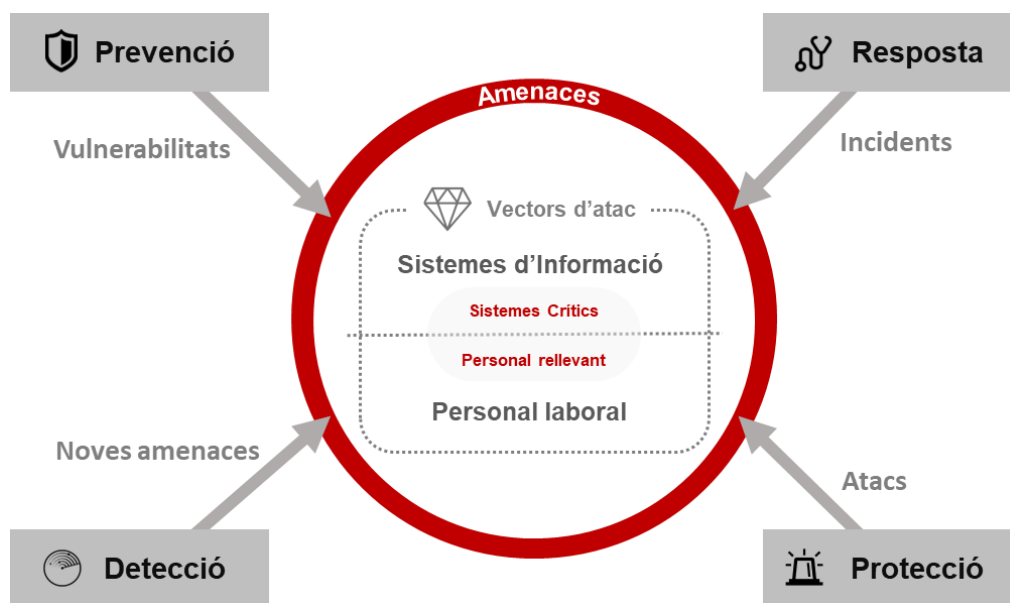 Prevenció
Resposta
Amenaces
Vulnerabilitats
Incidents
Vectors d’atac
Sistemes d’Informació
Sistemes Crítics
Personal rellevant
Personal laboral
Noves amenaces
Atacs
Detecció
Protecció